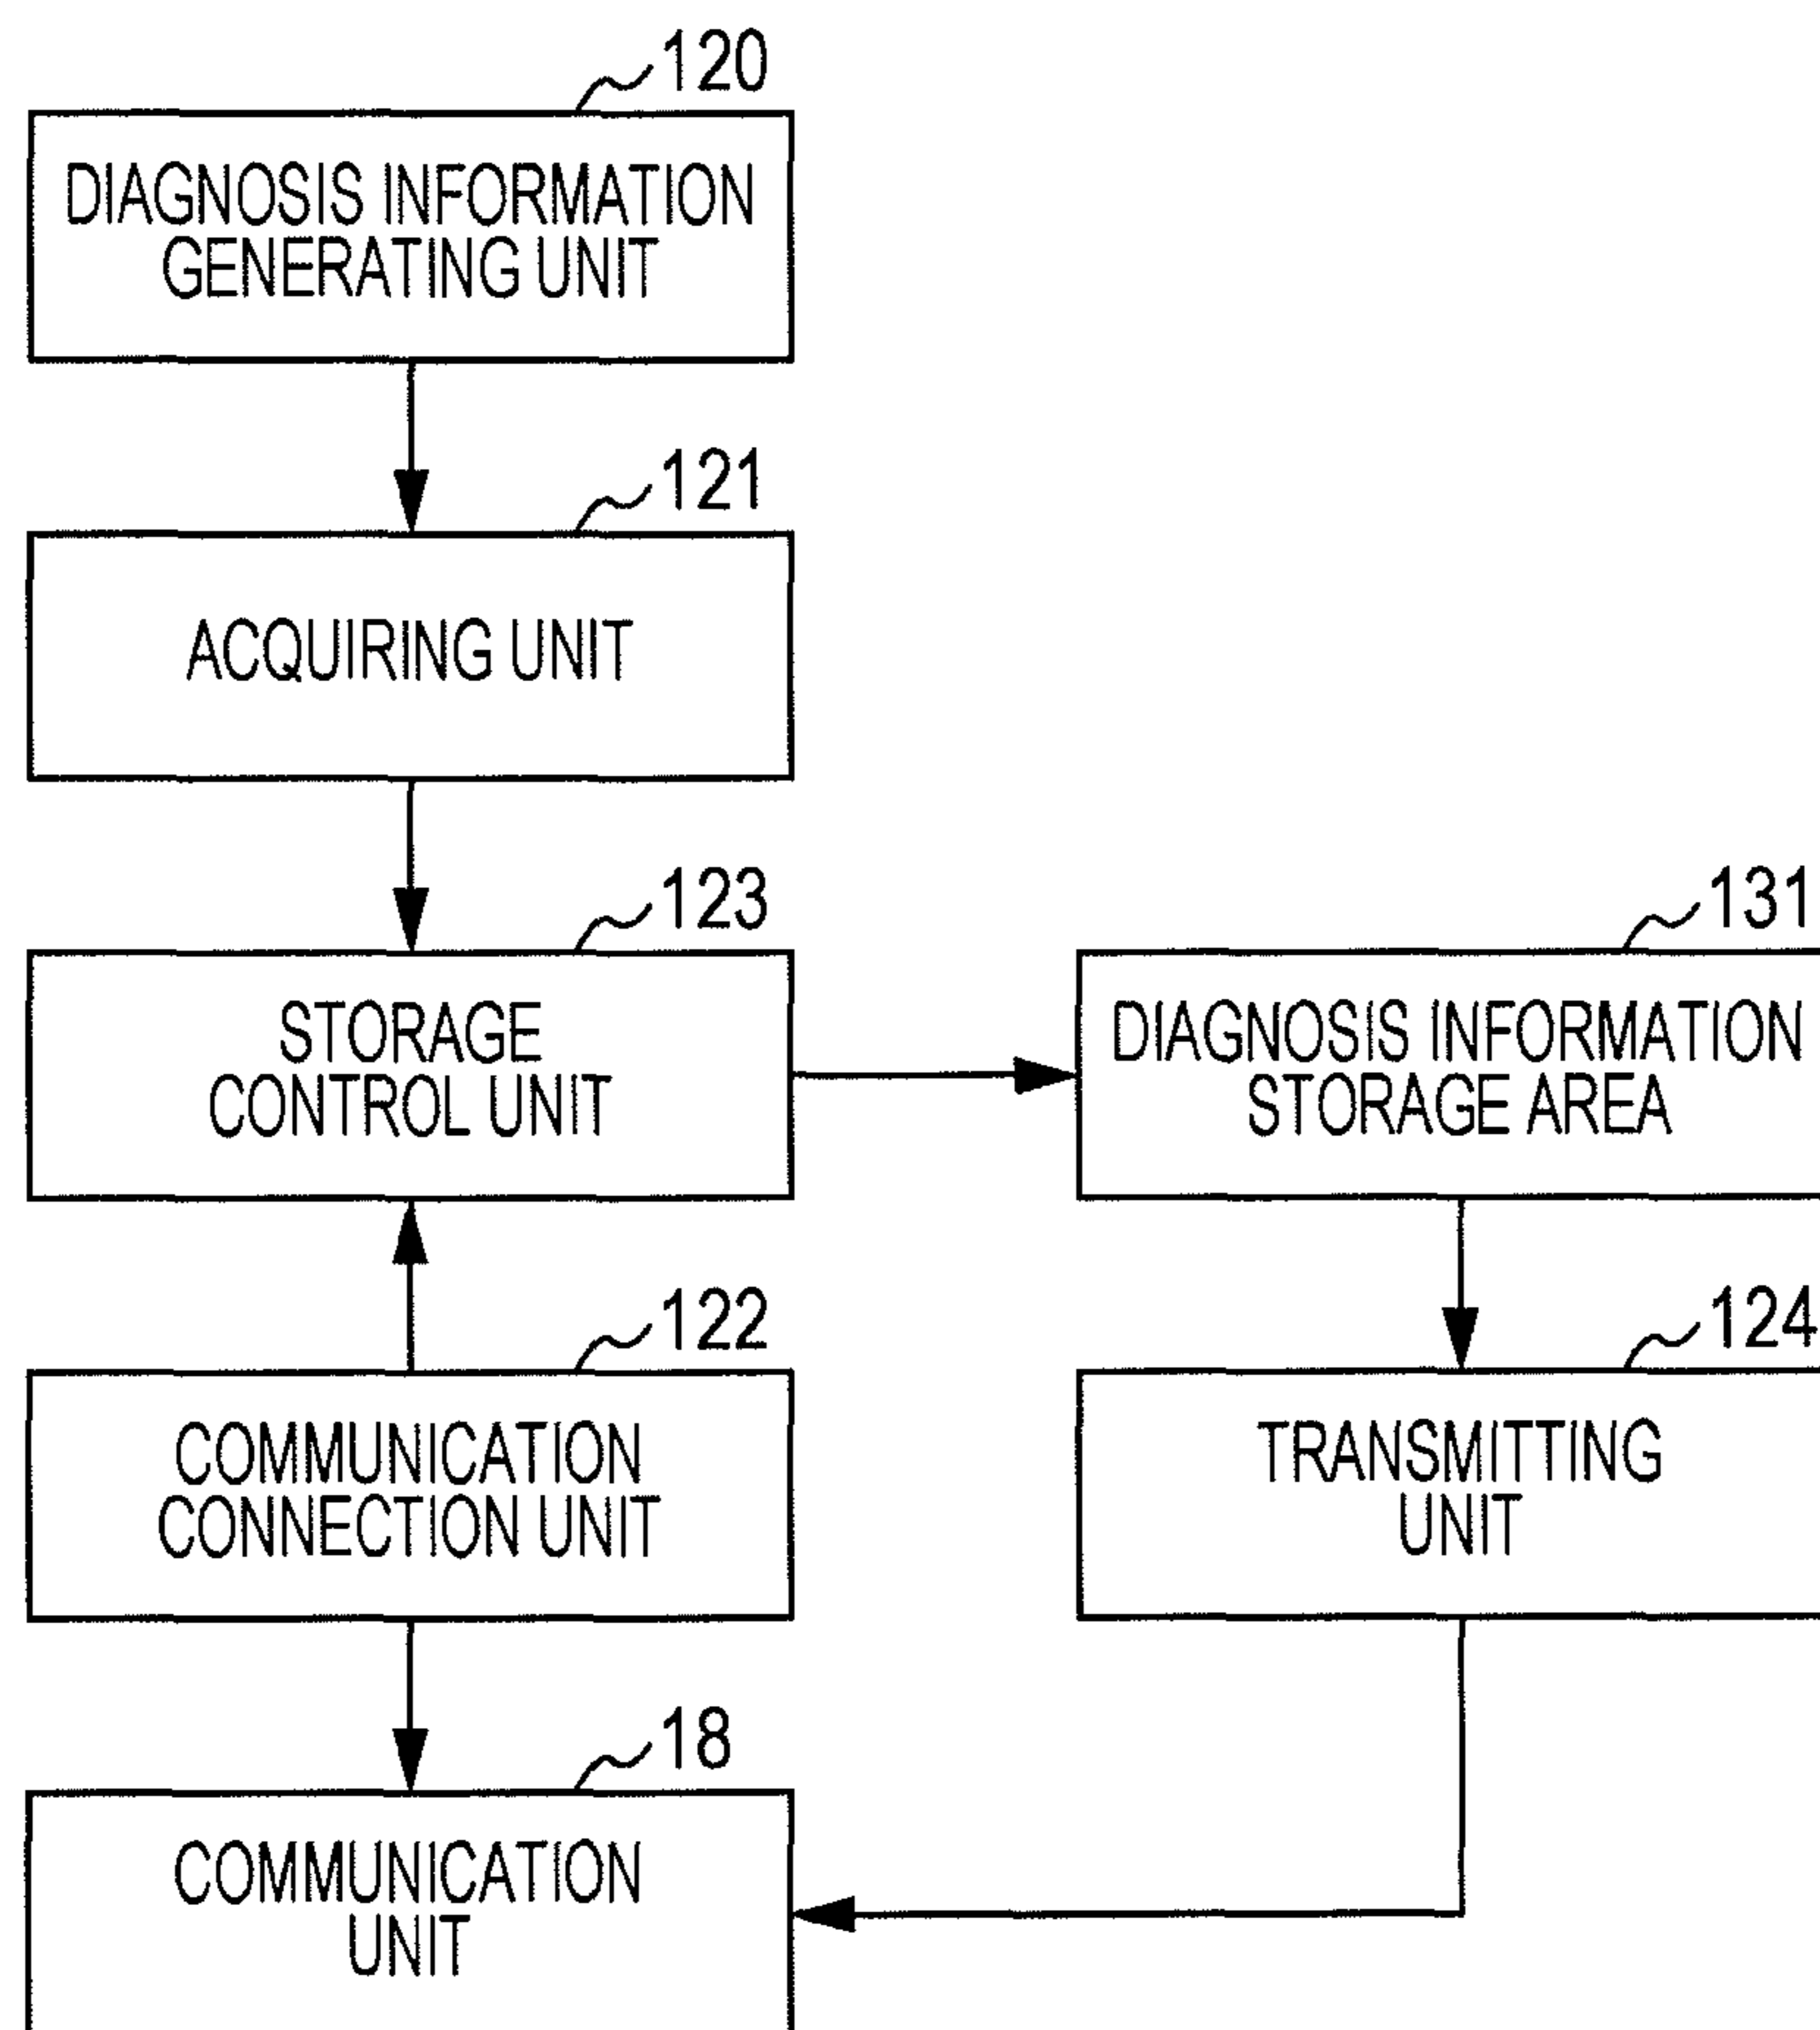 120
DIAGNOSIS INFORMATION
GENERATING UNIT
121
ACQUIRING UNIT
123
STORAGE
CONTROL UNIT
131
DIAGNOSIS INFORMATION
STORAGE AREA
122
COMMUNICATION
CONNECTION UNIT
124
TRANSMITTING
UNIT
18
COMMUNICATION
UNIT